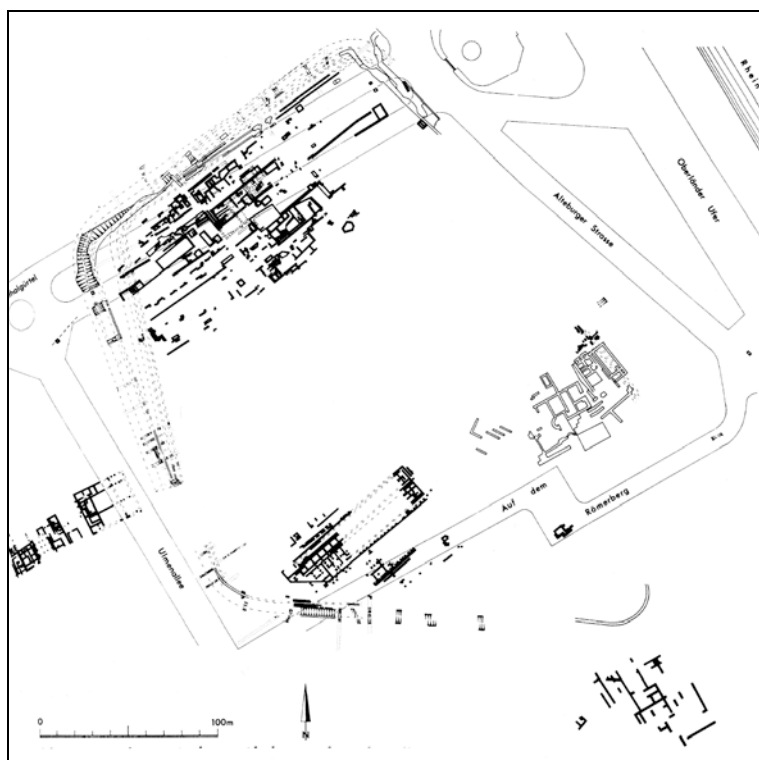 Rhein
Oberländer Ufer
Alteburger Strasse
Auf dem
Römerberg
Ulmenallee
0
100m
N